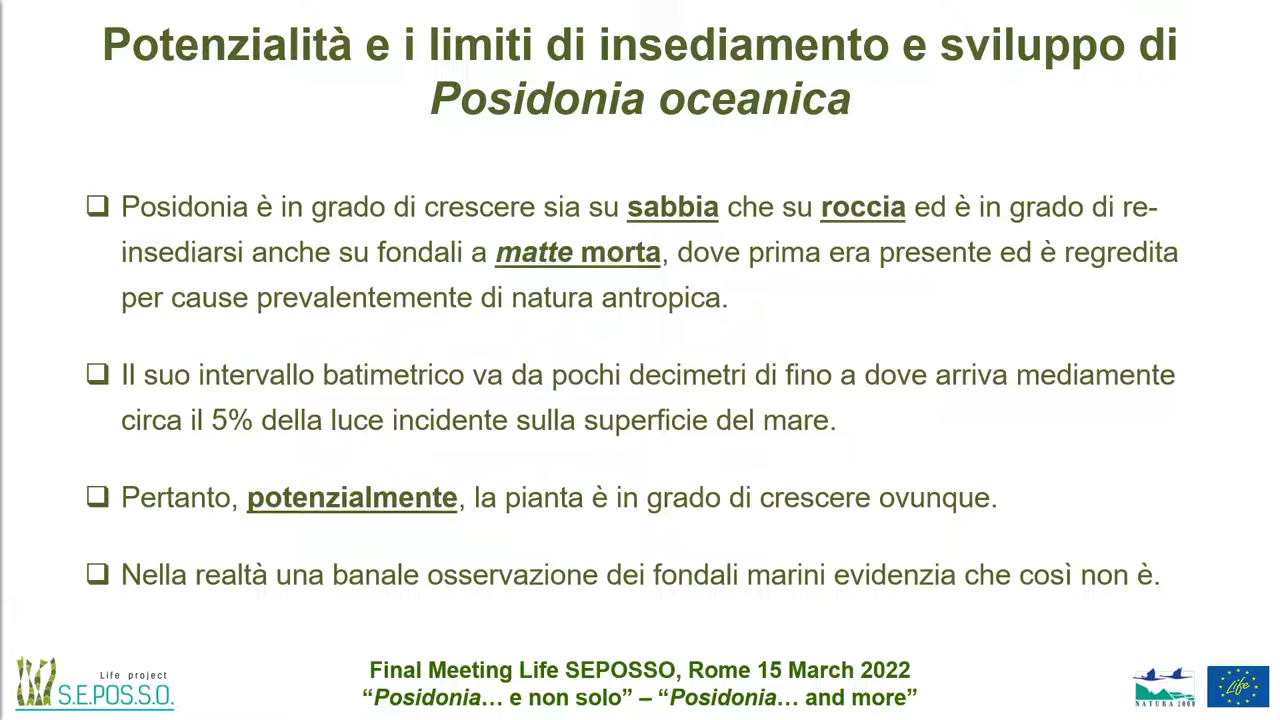 Potenzialità e i limiti di insediamento e sviluppo di
Posidonia oceanica
❑ Posidonia è in grado di crescere sia su sabbia che su roccia ed è in grado di re-
insediarsi anche su fondali a matte morta, dove prima era presente ed è regredita
per cause prevalentemente di natura antropica.
❑ Il suo intervallo batimetrico va da pochi decimetri di fino a dove arriva mediamente
circa il 5% della luce incidente sulla superficie del mare.
❑ Pertanto, potenzialmente, la pianta è in grado di crescere ovunque.
❑ Nella realtà una banale osservazione dei fondali marini evidenzia che così non è.
Life project
S.E.POS.S.O.
Final Meeting Life SEPOSSO, Rome 15 March 2022
“Posidonia… e non solo” – “Posidonia… and more”
NATURA 2000
Life